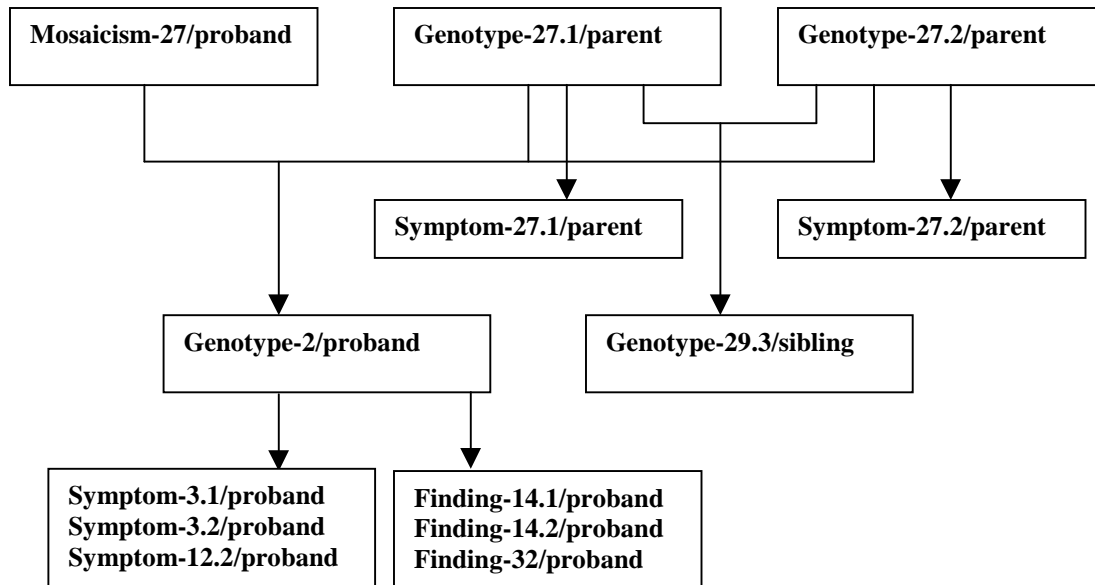 Mosaicism-27/proband
Genotype-27.1/parent
Genotype-27.2/parent
Symptom-27.1/parent
Symptom-27.2/parent
Genotype-2/proband
Genotype-29.3/sibling
Symptom-3.1/proband
Symptom-3.2/proband
Symptom-12.2/proband
Finding-14.1/proband
Finding-14.2/proband
Finding-32/proband